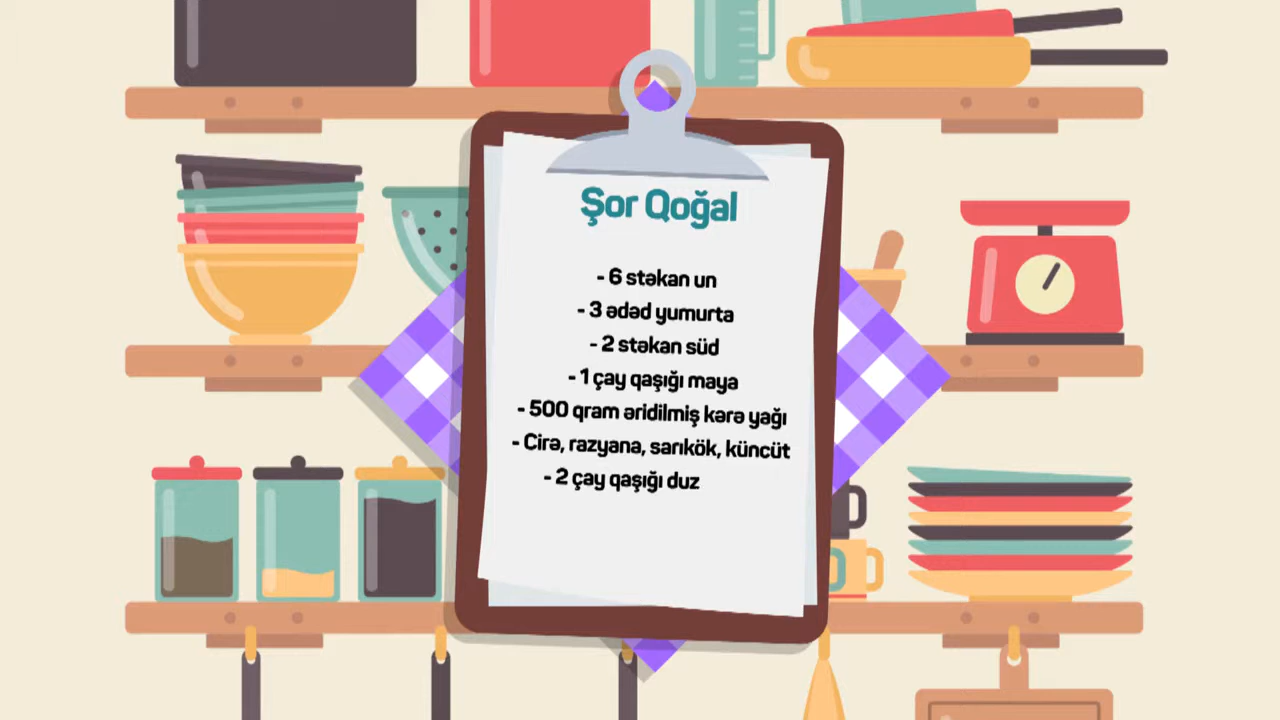 Şor Qoğal
- 6 stəkan un
- 3 ədəd yumurta
- 2 stəkan süd
- 1 çay qaşığı maya
- 500 qram əridilmiş kərə yağı
- Cirə, razyana, sarıkök, küncüt
- 2 çay qaşığı duz